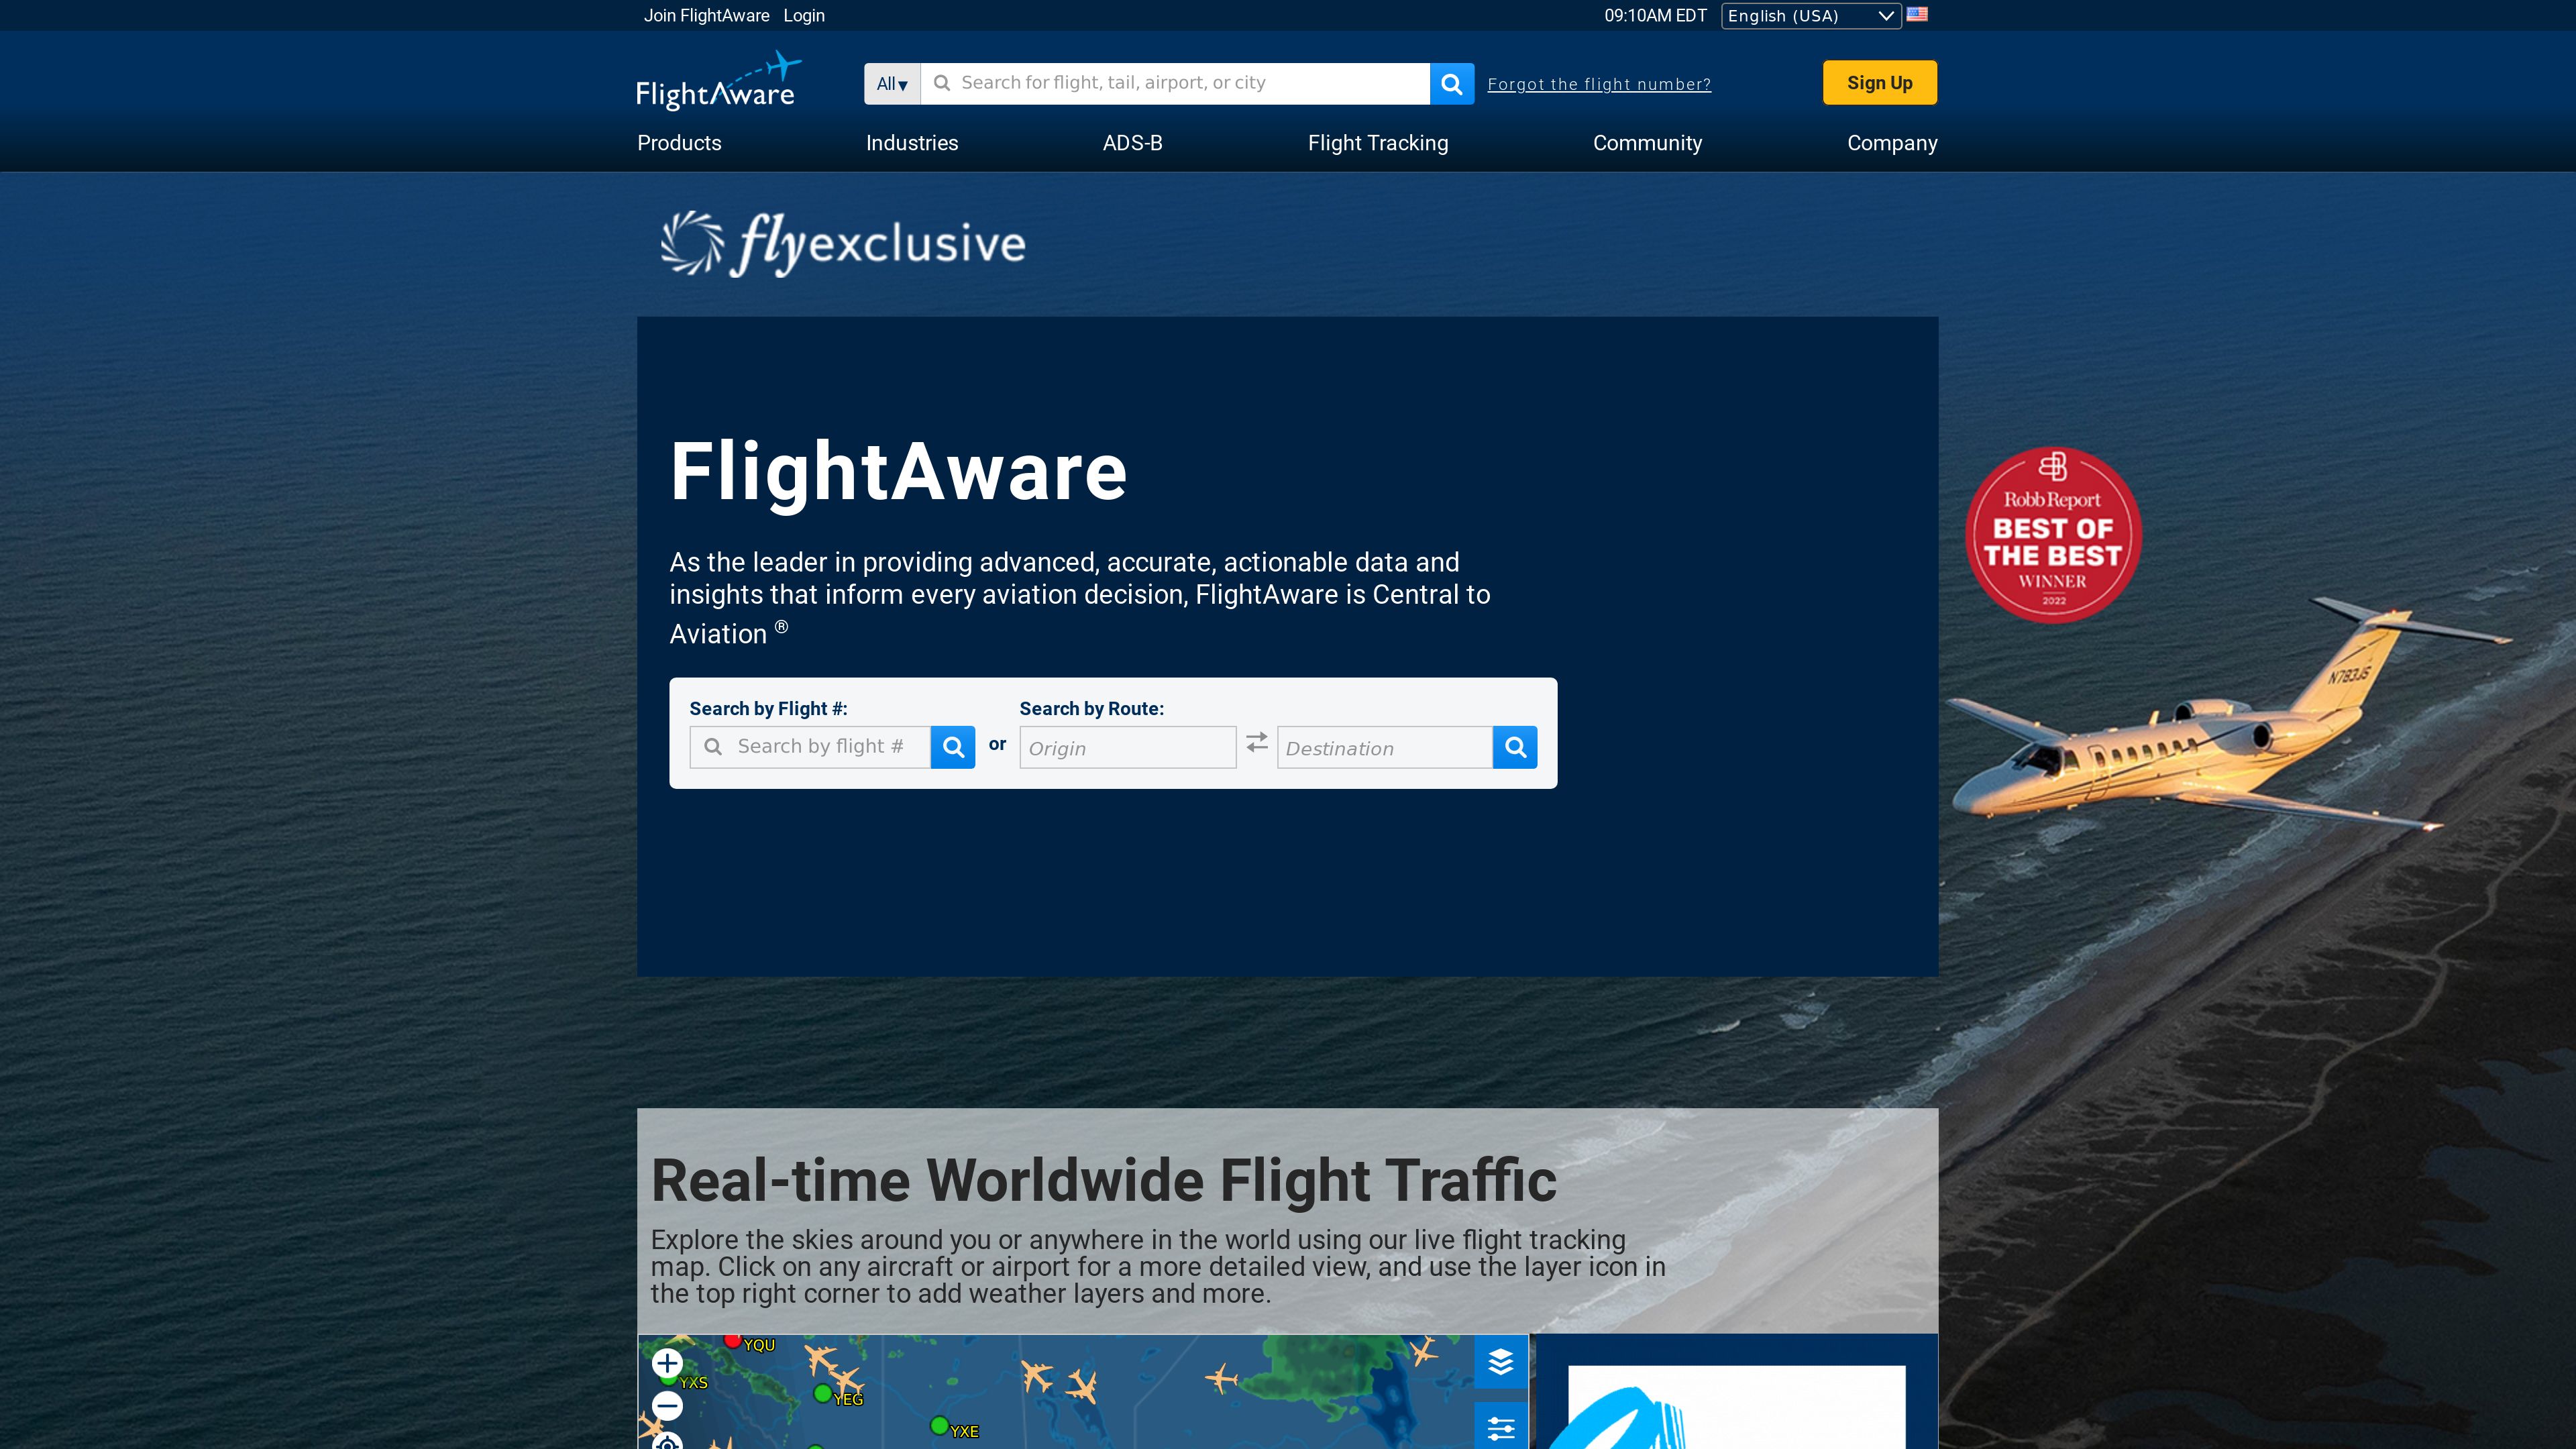 Join FlightAware Login
09:10AM EDT English (USA)
FlightAware
All▼ Search for flight, tail, airport, or city
Forgot the flight number?
Sign Up
Products Industries ADS-B Flight Tracking Community Company
flyexclusive
FlightAware
As the leader in providing advanced, accurate, actionable data and
insights that inform every aviation decision, FlightAware is Central to
Aviation ®
Search by Flight #:
Search by flight #
or
Search by Route:
Origin
Destination
Robb Report
BEST OF
THE BEST
WINNER
2022
N783JS
Real-time Worldwide Flight Traffic
Explore the skies around you or anywhere in the world using our live flight tracking
map. Click on any aircraft or airport for a more detailed view, and use the layer icon in
the top right corner to add weather layers and more.
YQU
YXS
YEG
YXE